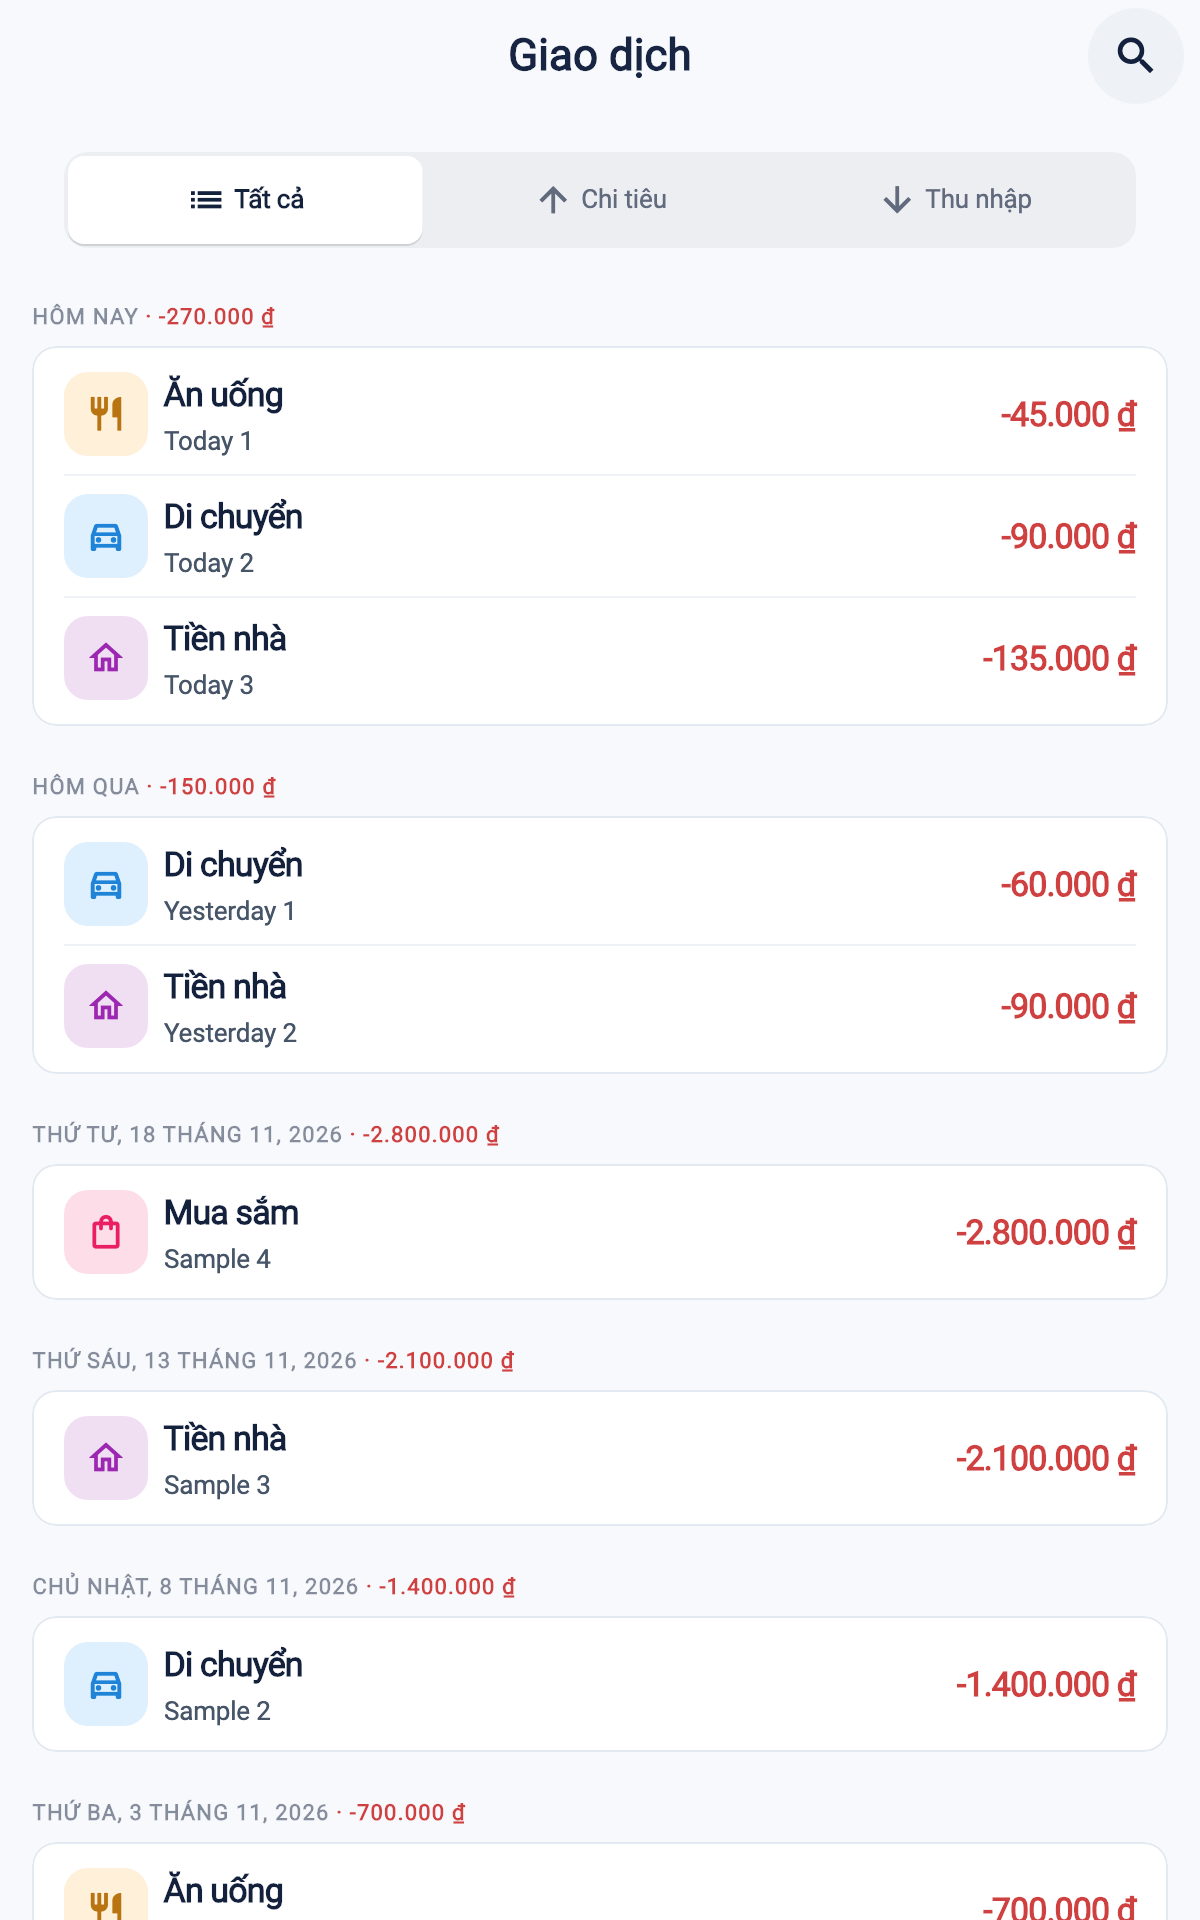 Giao dịch
Tất cả
Chi tiêu
Thu nhập
HÔM NAY · -270.000 ₫
Ăn uống
Today 1
-45.000 ₫
Di chuyển
Today 2
-90.000 ₫
Tiền nhà
Today 3
-135.000 ₫
HÔM QUA · -150.000 ₫
Di chuyển
Yesterday 1
-60.000 ₫
Tiền nhà
Yesterday 2
-90.000 ₫
THỨ TƯ, 18 THÁNG 11, 2026 · -2.800.000 ₫
Mua sắm
Sample 4
-2.800.000 ₫
THỨ SÁU, 13 THÁNG 11, 2026 · -2.100.000 ₫
Tiền nhà
Sample 3
-2.100.000 ₫
CHỦ NHẬT, 8 THÁNG 11, 2026 · -1.400.000 ₫
Di chuyển
Sample 2
-1.400.000 ₫
THỨ BA, 3 THÁNG 11, 2026 · -700.000 ₫
Ăn uống
-700.000 ₫